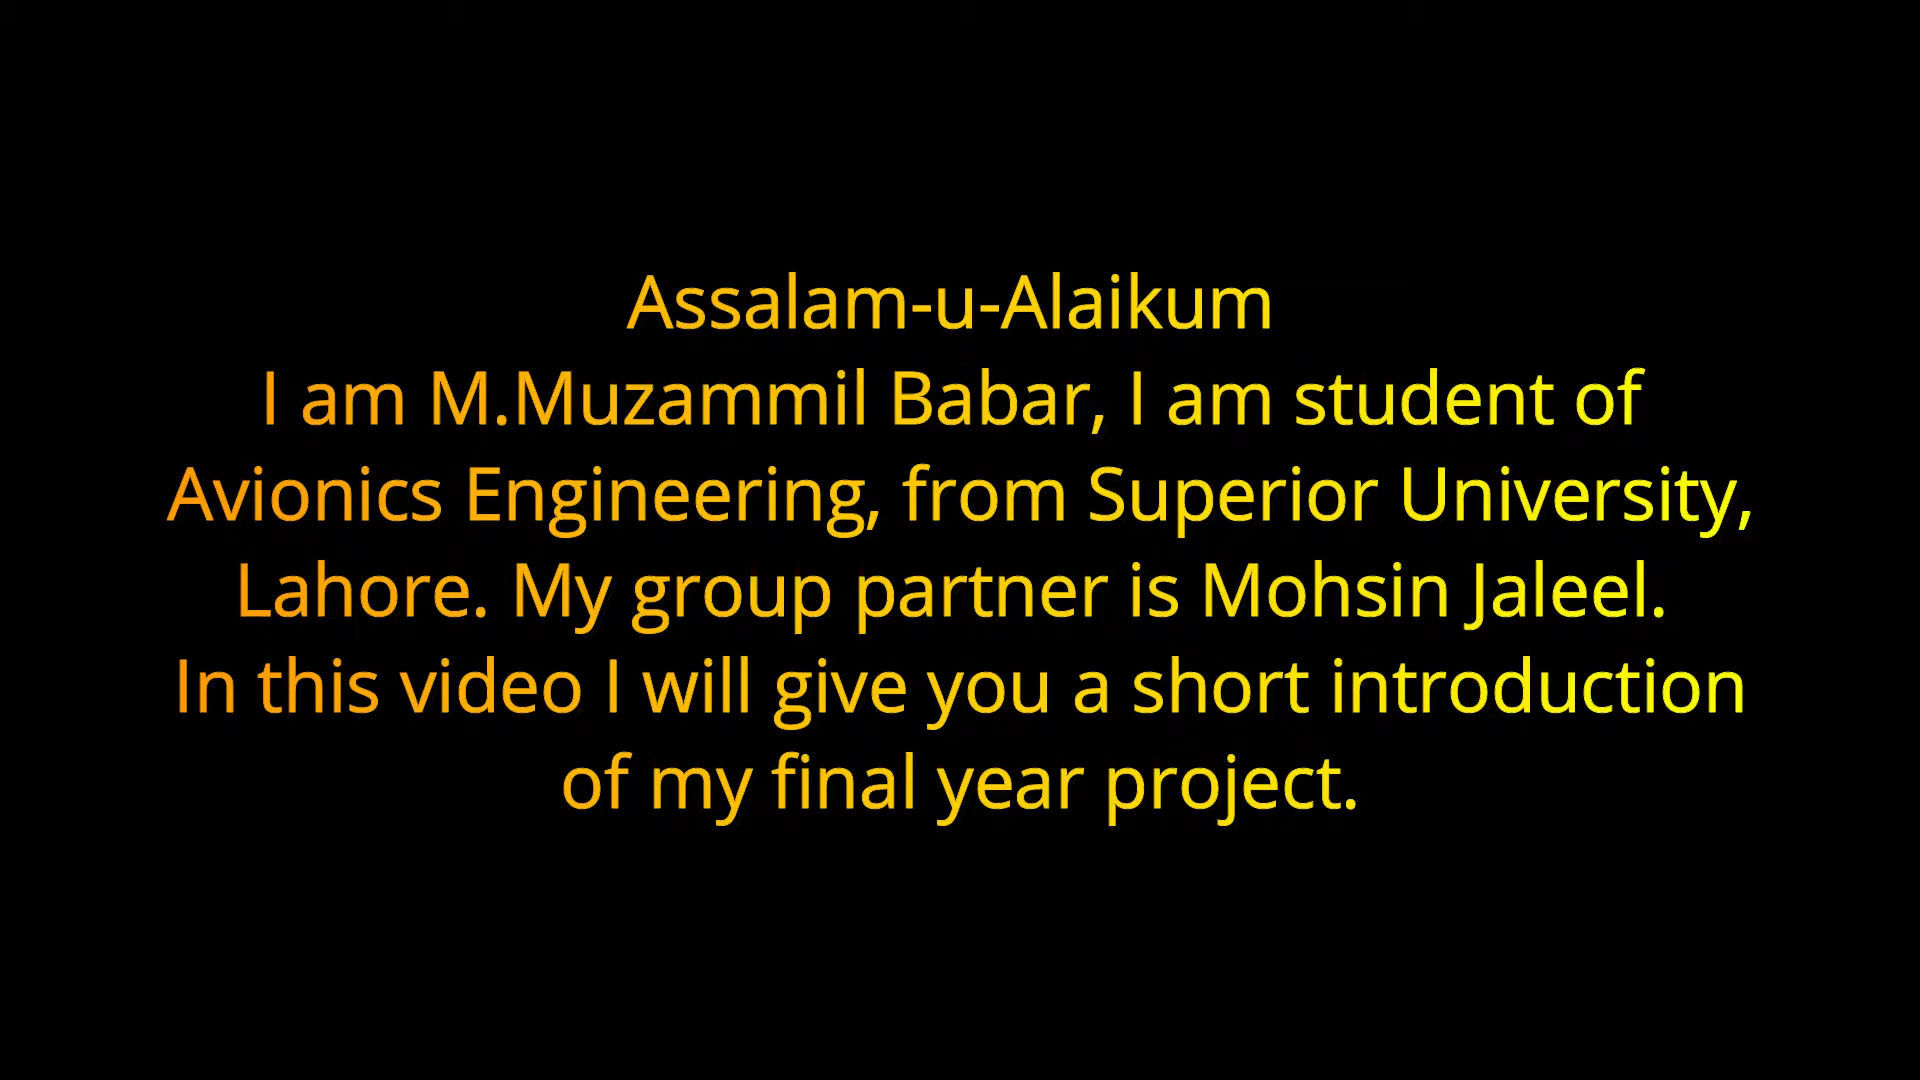 Assalam-u-Alaikum
I am M.Muzammil Babar, I am student of
Avionics Engineering, from Superior University,
Lahore. My group partner is Mohsin Jaleel.
In this video I will give you a short introduction
of my final year project.